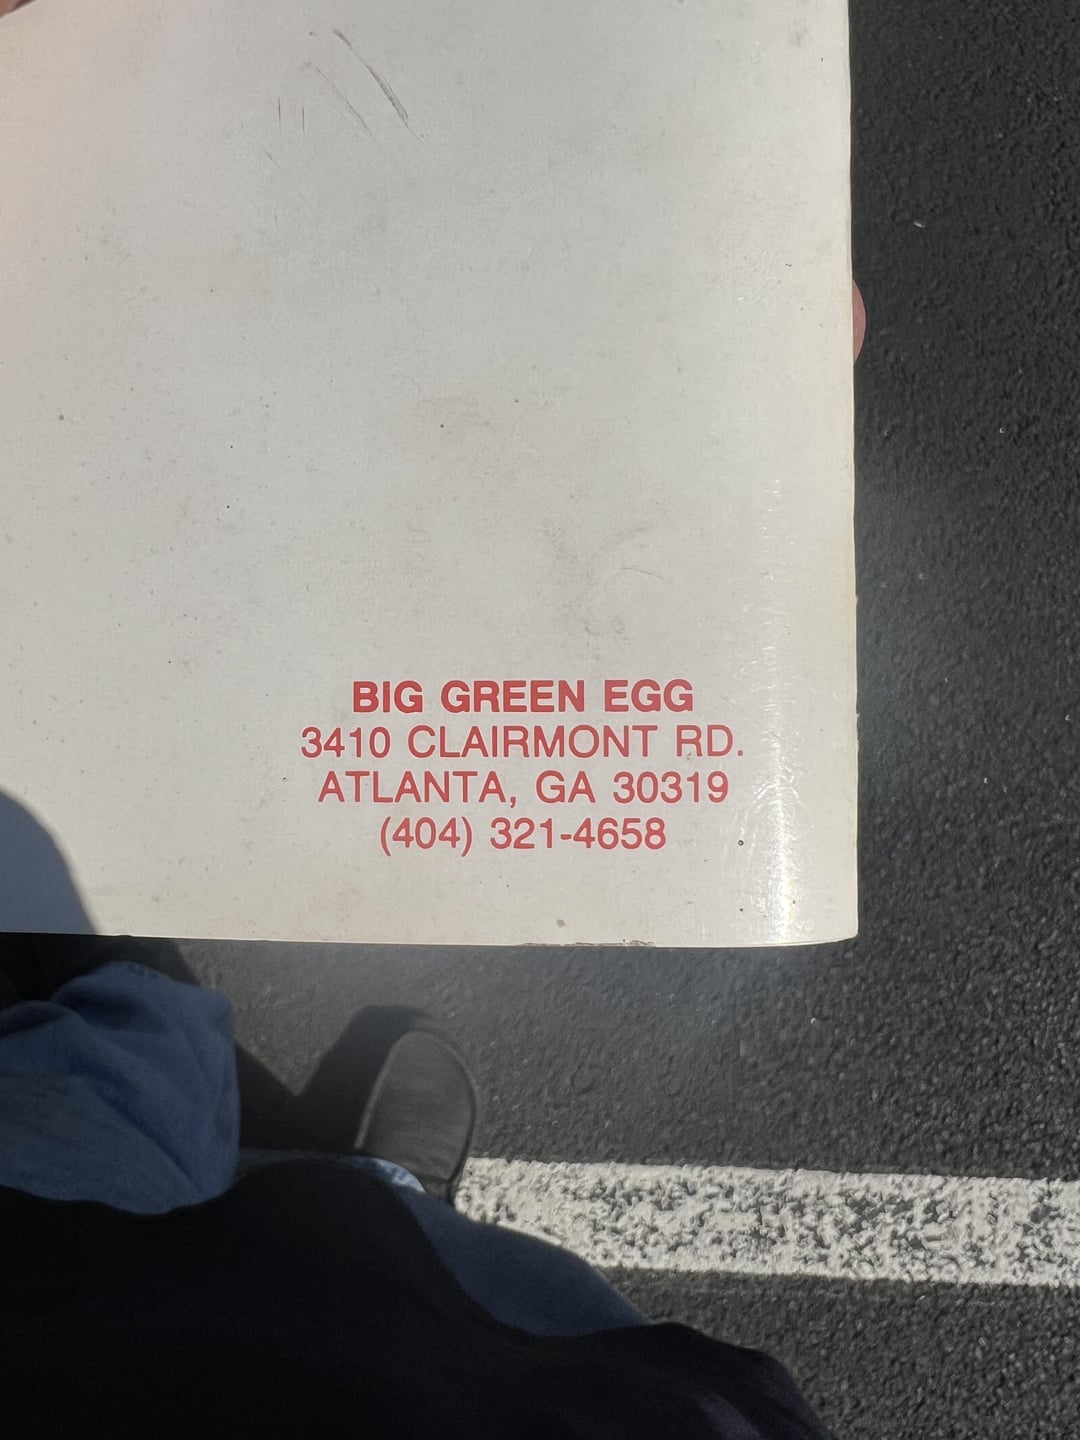 BIG GREEN EGG
3410 CLAIRMONT RD.
ATLANTA, GA 30319
(404) 321-4658